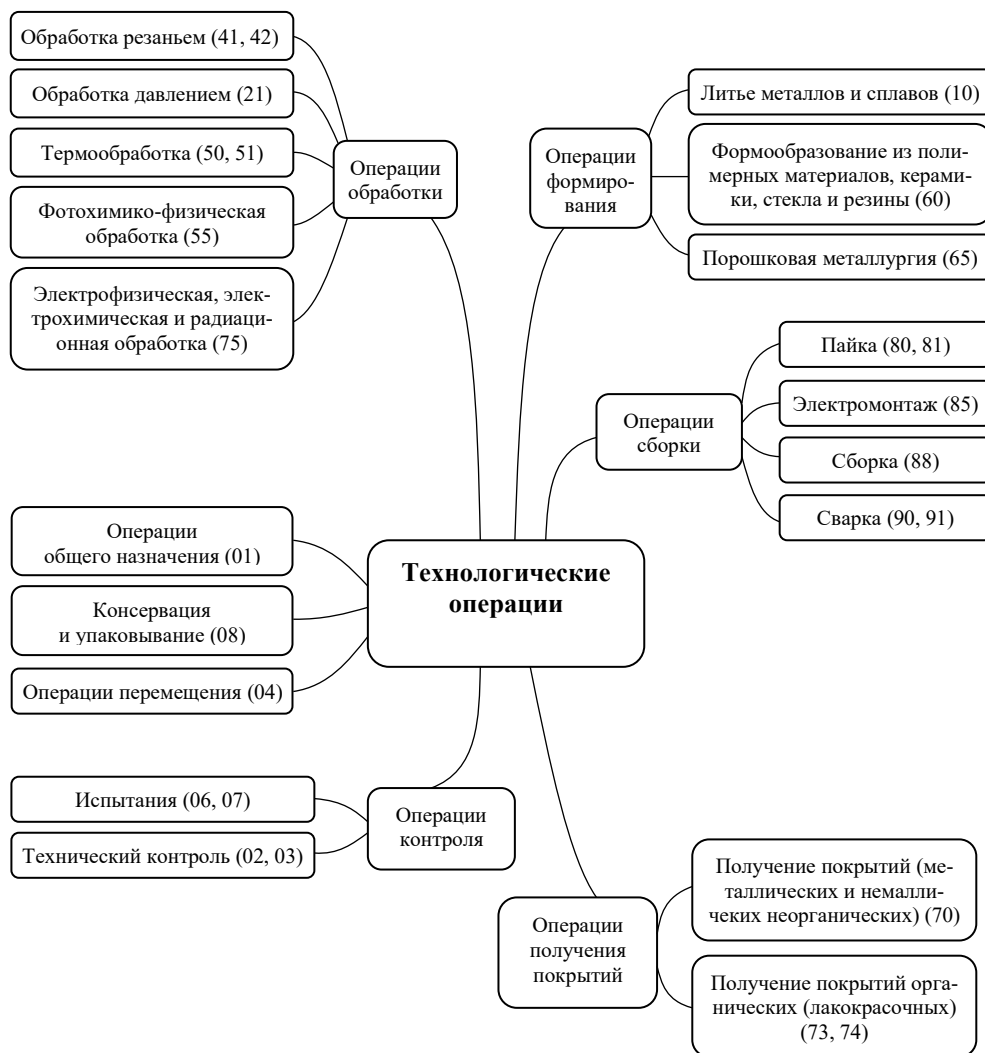 Обработка резаньем (41, 42)
Обработка давлением (21)
Термообработка (50, 51)
Фотохимико-физическая
обработка (55)
Электрофизическая, элек-
трохимическая и радиаци-
онная обработка (75)
Операции
обработки
Операции
формиро-
вания
Литье металлов и сплавов (10)
Формообразование из поли-
мерных материалов, керами-
ки, стекла и резины (60)
Порошковая металлургия (65)
Операции
сборки
Пайка (80, 81)
Электромонтаж (85)
Сборка (88)
Сварка (90, 91)
Операции
общего назначения (01)
Консервация
и упаковывание (08)
Операции перемещения (04)
Технологические
операции
Испытания (06, 07)
Технический контроль (02, 03)
Операции
контроля
Операции
получения
покрытий
Получение покрытий (ме-
таллических и немалли-
чеких неорганических) (70)
Получение покрытий орга-
нических (лакокрасочных)
(73, 74)